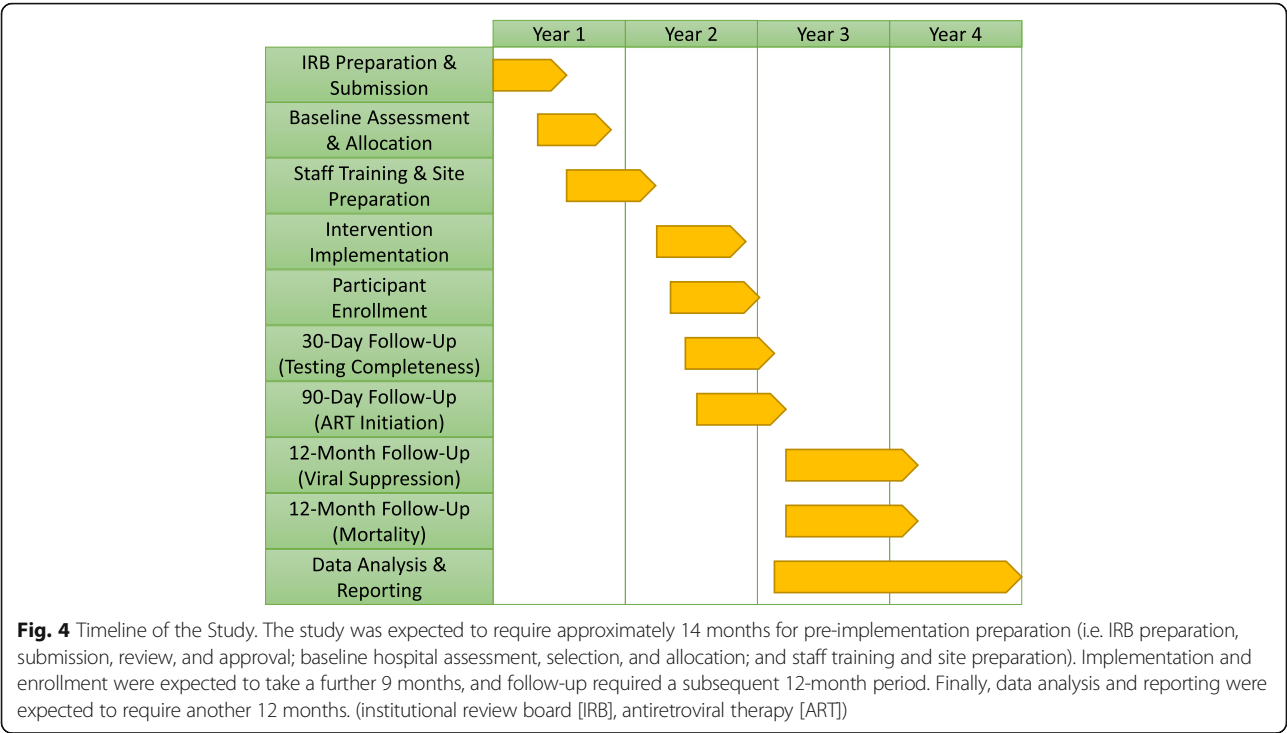 Year 1 Year 2 Year 3 Year 4
IRB Preparation &
Submission
Baseline Assessment
& Allocation
Staff Training & Site
Preparation
Intervention
Implementation
Participant
Enrollment
30-Day Follow-Up
(Testing Completeness)
90-Day Follow-Up
(ART Initiation)
12-Month Follow-Up
(Viral Suppression)
12-Month Follow-Up
(Mortality)
Data Analysis &
Reporting
Fig. 4 Timeline of the Study. The study was expected to require approximately 14 months for pre-implementation preparation (i.e. IRB preparation,
submission, review, and approval; baseline hospital assessment, selection, and allocation; and staff training and site preparation). Implementation and
enrollment were expected to take a further 9 months, and follow-up required a subsequent 12-month period. Finally, data analysis and reporting were
expected to require another 12 months. (institutional review board [IRB], antiretroviral therapy [ART])